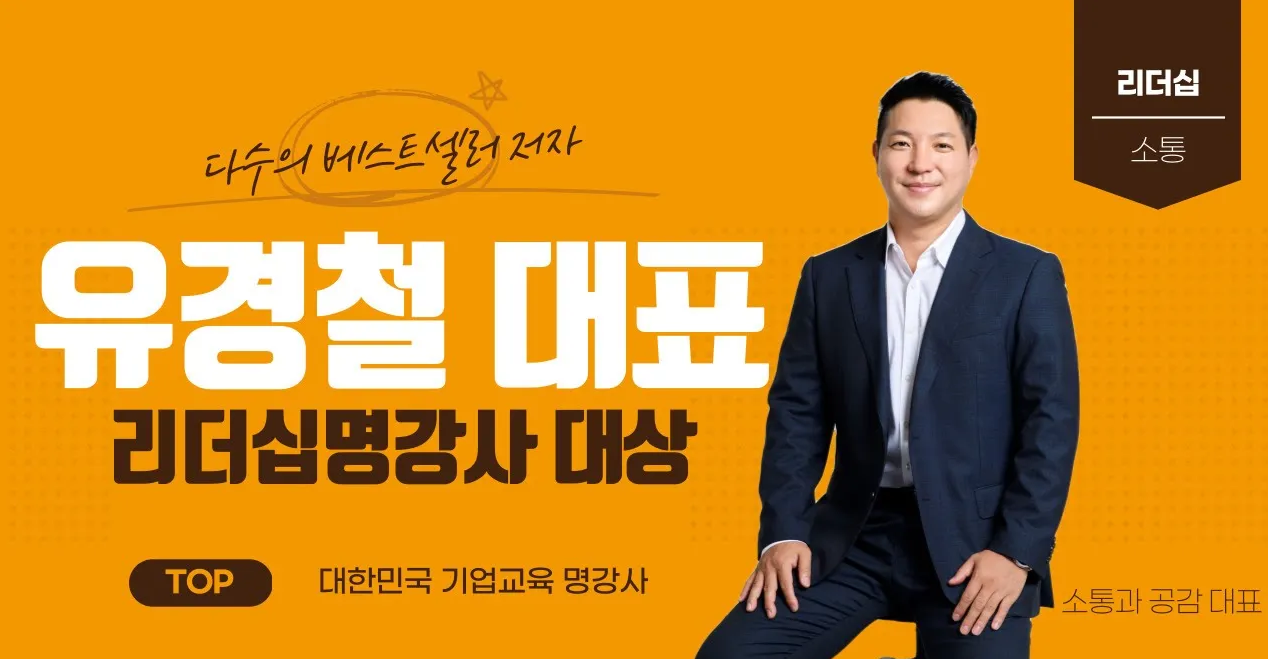 리더십
소통
다수의 베스트셀러 저자
유경철 대표
리더십명강사 대상
TOP 대한민국 기업교육 명강사
소통과 공감 대표